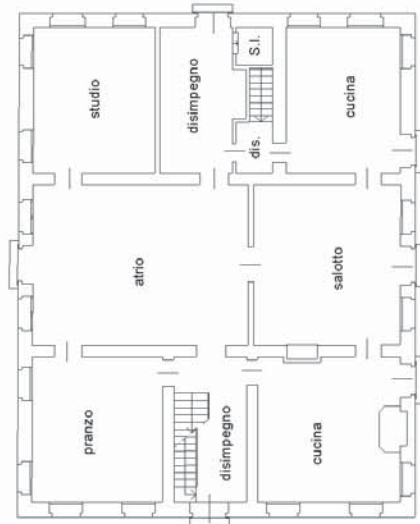 studio
disimpegno
S.I.
cucina
dis.
atrio
salotto
pranzo
disimpegno
cucina